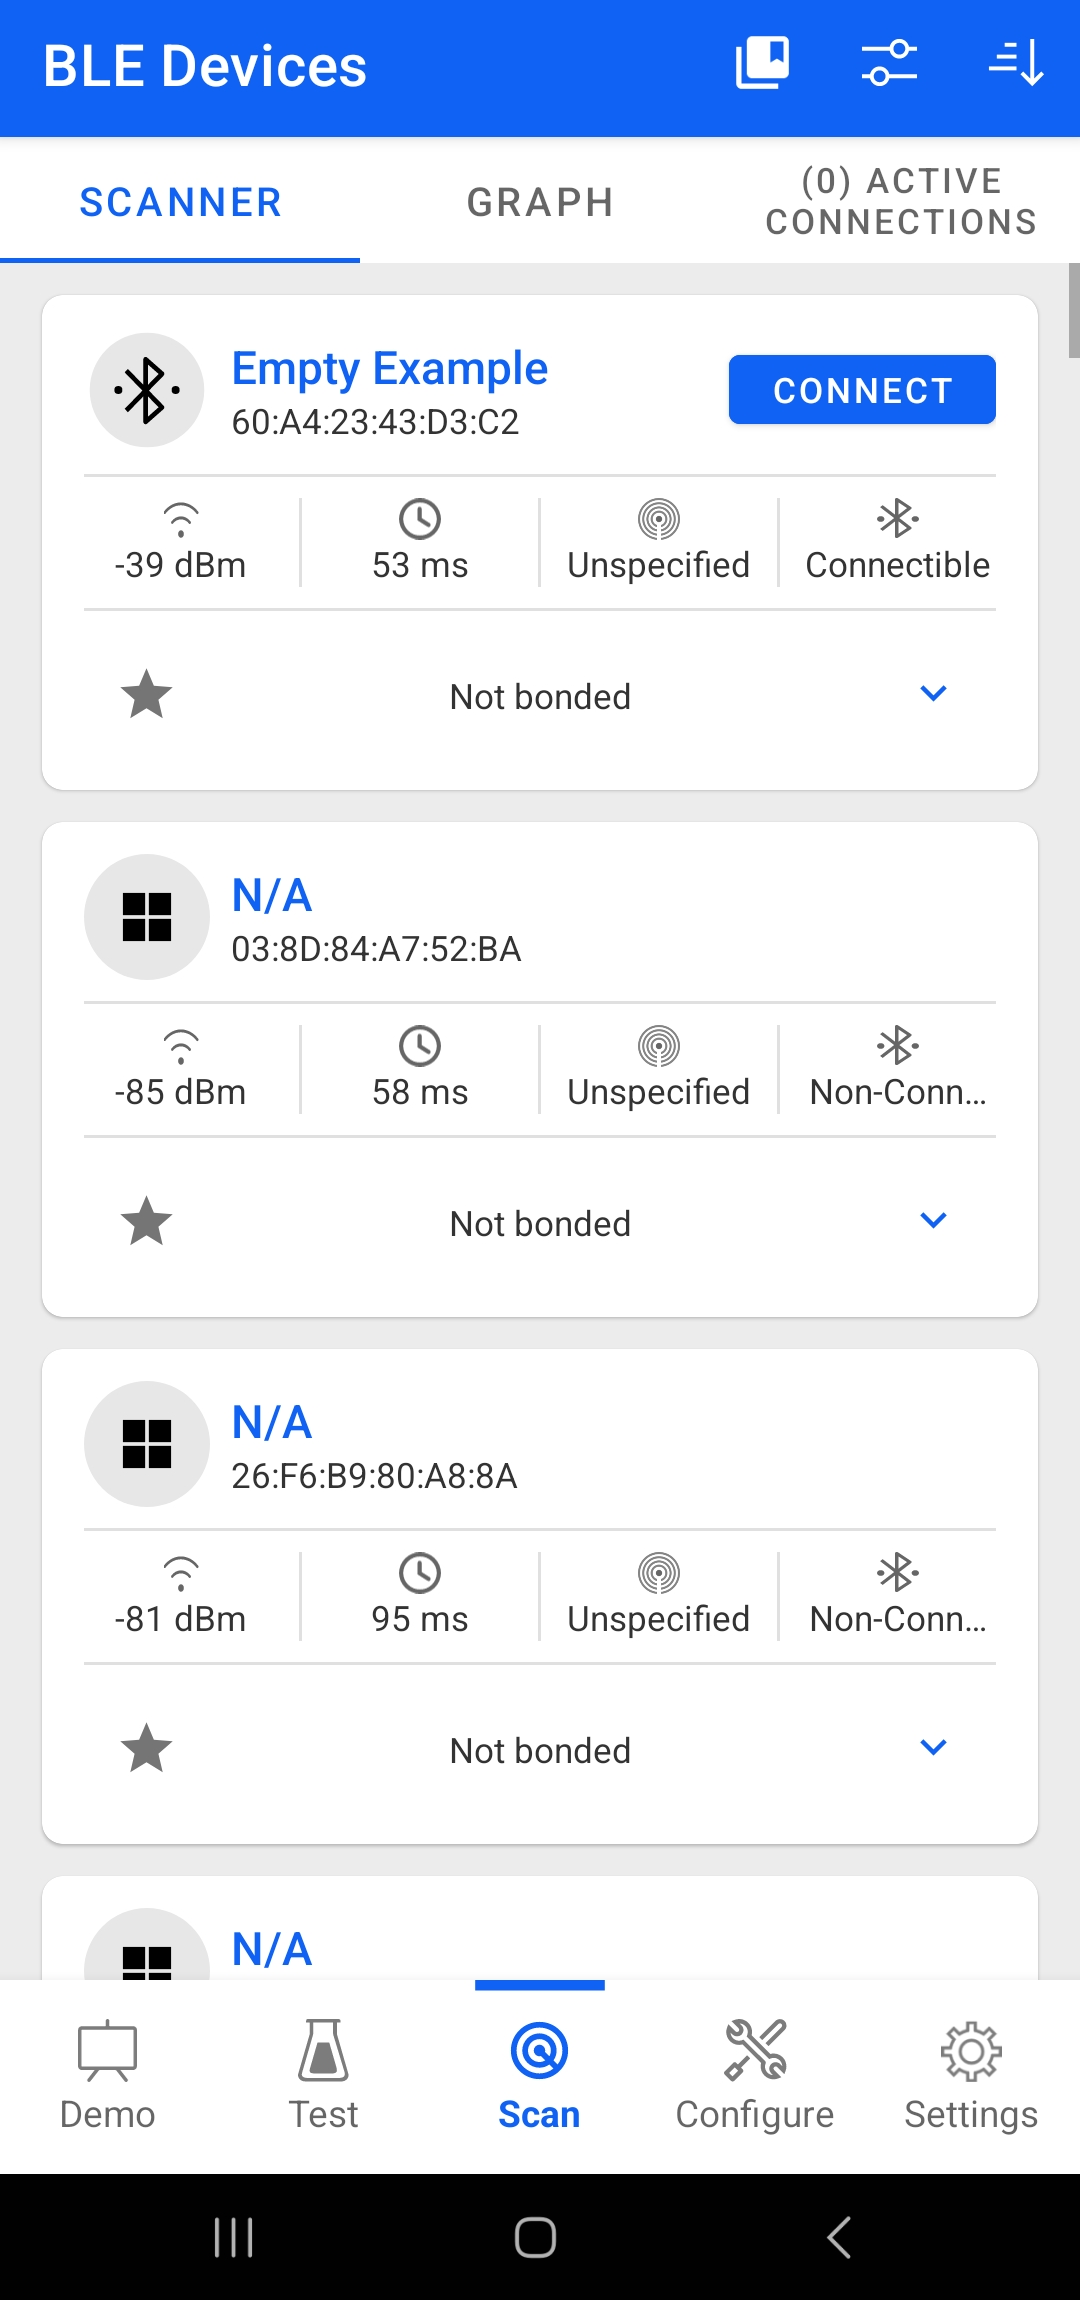 BLE Devices
SCANNER
GRAPH
(0) ACTIVE
CONNECTIONS
Empty Example
60:A4:23:43:D3:C2
CONNECT
-39 dBm
53 ms
Unspecified
Connectible
Not bonded
N/A
03:8D:84:A7:52:BA
-85 dBm
58 ms
Unspecified
Non-Conn...
Not bonded
N/A
26:F6:B9:80:A8:8A
-81 dBm
95 ms
Unspecified
Non-Conn...
Not bonded
N/A
Demo
Test
Scan
Configure
Settings